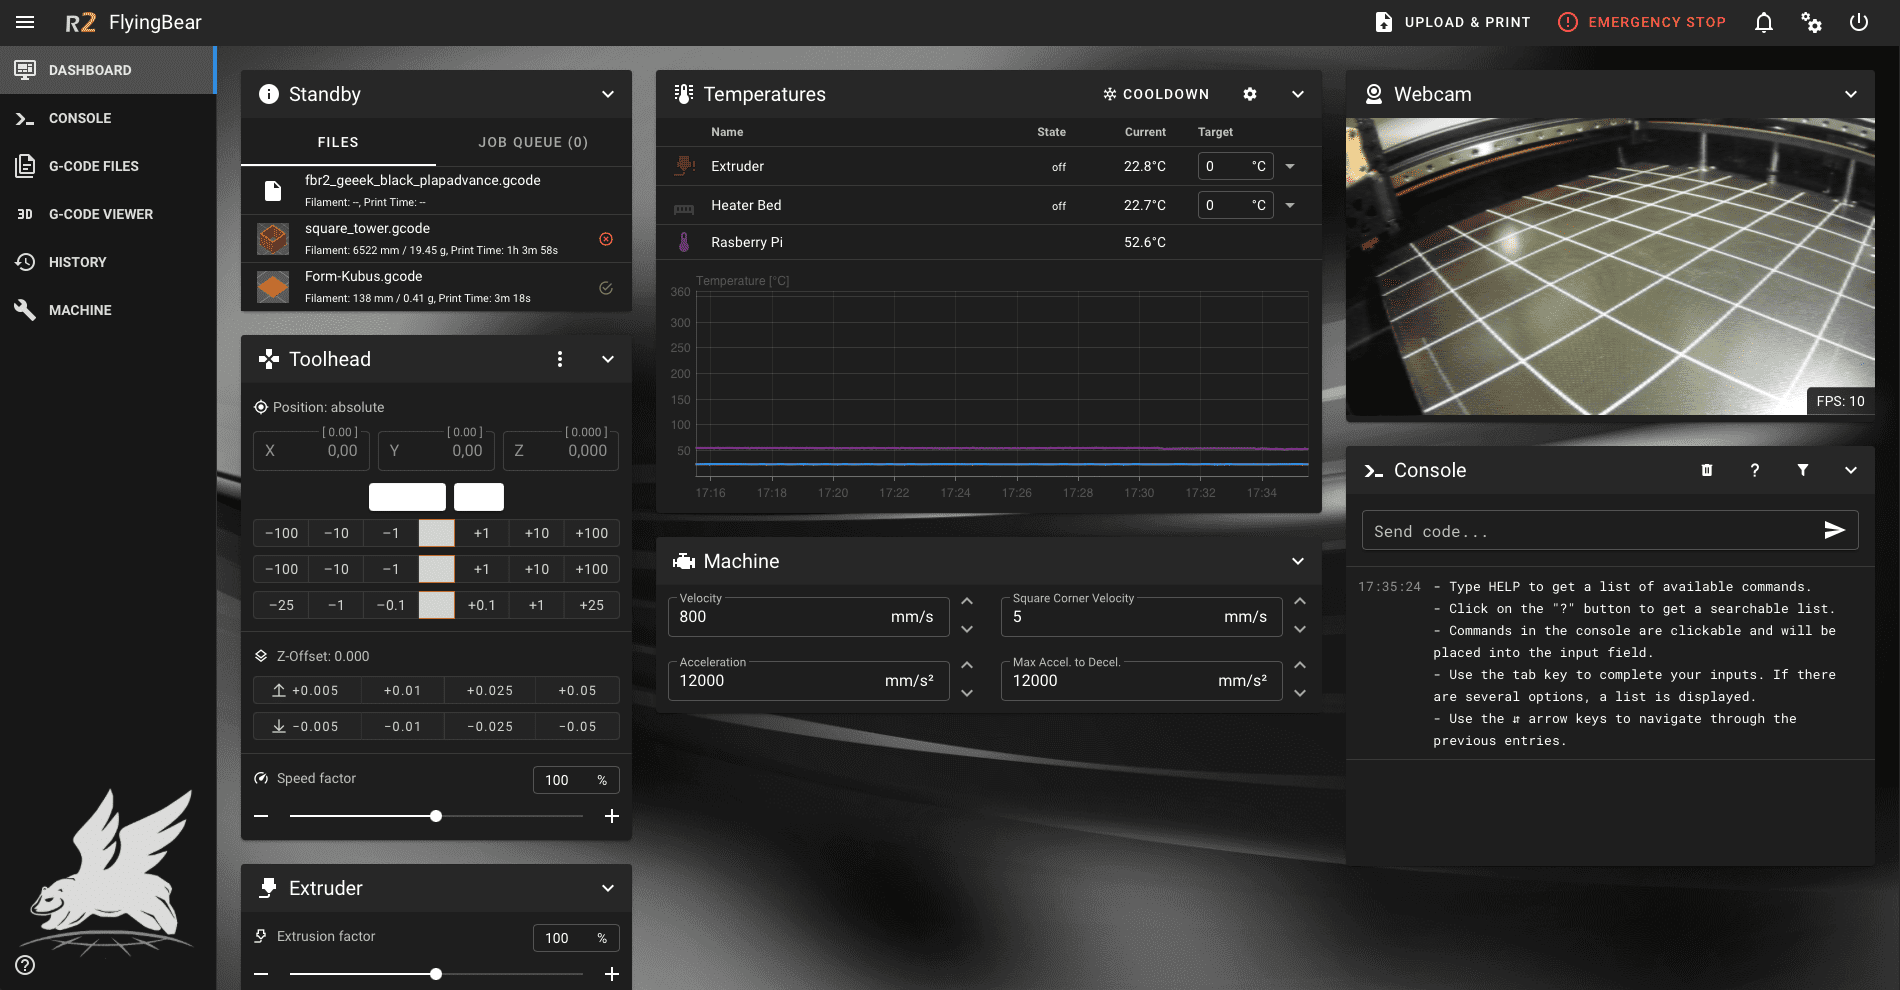 R2 FlyingBear
UPLOAD & PRINT
EMERGENCY STOP
DASHBOARD
CONSOLE
G-CODE FILES
3D G-CODE VIEWER
HISTORY
MACHINE
Standby
FILES JOB QUEUE (0)
fbr2_geeek_black_plapadvance.gcode
Filament: --, Print Time: --
square_tower.gcode
Filament: 6522 mm / 19.45 g, Print Time: 1h 3m 58s
Form-Kubus.gcode
Filament: 138 mm / 0.41 g, Print Time: 3m 18s
Toolhead
Position: absolute
[ 0.00 ] [ 0.00 ] [ 0.000 ]
X 0,00 Y 0,00 Z 0,000
−100 −10 −1 +1 +10 +100
−100 −10 −1 +1 +10 +100
−25 −1 −0.1 +0.1 +1 +25
Z-Offset: 0.000
+0.005 +0.01 +0.025 +0.05
−0.005 −0.01 −0.025 −0.05
Speed factor 100 %
Extruder
Extrusion factor 100 %
Temperatures
COOLDOWN
Name State Current Target
Extruder off 22.8°C 0 °C
Heater Bed off 22.7°C 0 °C
Rasberry Pi 52.6°C
Temperature [°C]
360
300
250
200
150
100
50
17:16 17:18 17:20 17:22 17:24 17:26 17:28 17:30 17:32 17:34
Machine
Velocity Square Corner Velocity
800 mm/s 5 mm/s
Acceleration Max Accel. to Decel.
12000 mm/s² 12000 mm/s²
Webcam
FPS: 10
Console
?
Send code...
17:35:24 - Type HELP to get a list of available commands.
- Click on the "?" button to get a searchable list.
- Commands in the console are clickable and will be
placed into the input field.
- Use the tab key to complete your inputs. If there
are several options, a list is displayed.
- Use the ⇵ arrow keys to navigate through the
previous entries.